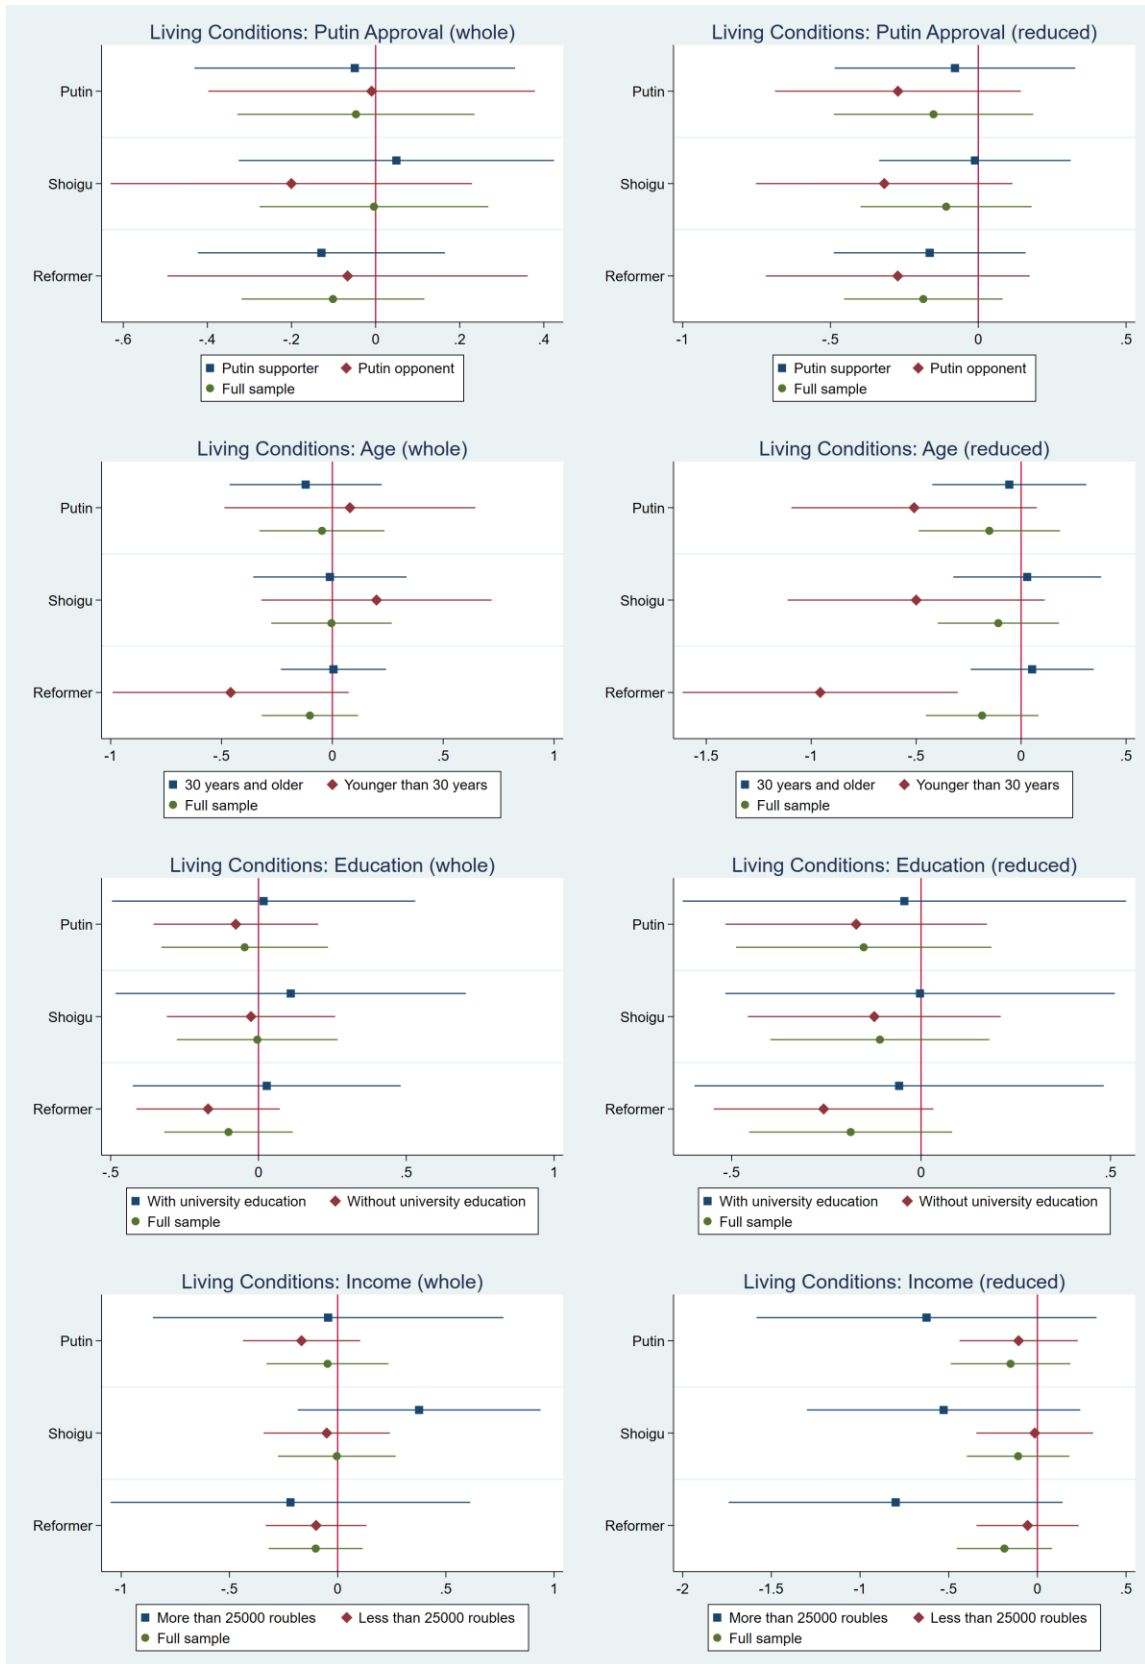 Living Conditions: Putin Approval (whole)
Putin
Shoigu
Reformer
-.6 -.4 -.2 0 .2 .4
Putin supporter Putin opponent
Full sample
Living Conditions: Putin Approval (reduced)
Putin
Shoigu
Reformer
-1 -.5 0 .5
Putin supporter Putin opponent
Full sample
Living Conditions: Age (whole)
Putin
Shoigu
Reformer
-1 -.5 0 .5 1
30 years and older Younger than 30 years
Full sample
Living Conditions: Age (reduced)
Putin
Shoigu
Reformer
-1.5 -1 -.5 0 .5
30 years and older Younger than 30 years
Full sample
Living Conditions: Education (whole)
Putin
Shoigu
Reformer
-.5 0 .5 1
With university education Without university education
Full sample
Living Conditions: Education (reduced)
Putin
Shoigu
Reformer
-.5 0 .5
With university education Without university education
Full sample
Living Conditions: Income (whole)
Putin
Shoigu
Reformer
-1 -.5 0 .5 1
More than 25000 roubles Less than 25000 roubles
Full sample
Living Conditions: Income (reduced)
Putin
Shoigu
Reformer
-2 -1.5 -1 -.5 0 .5
More than 25000 roubles Less than 25000 roubles
Full sample